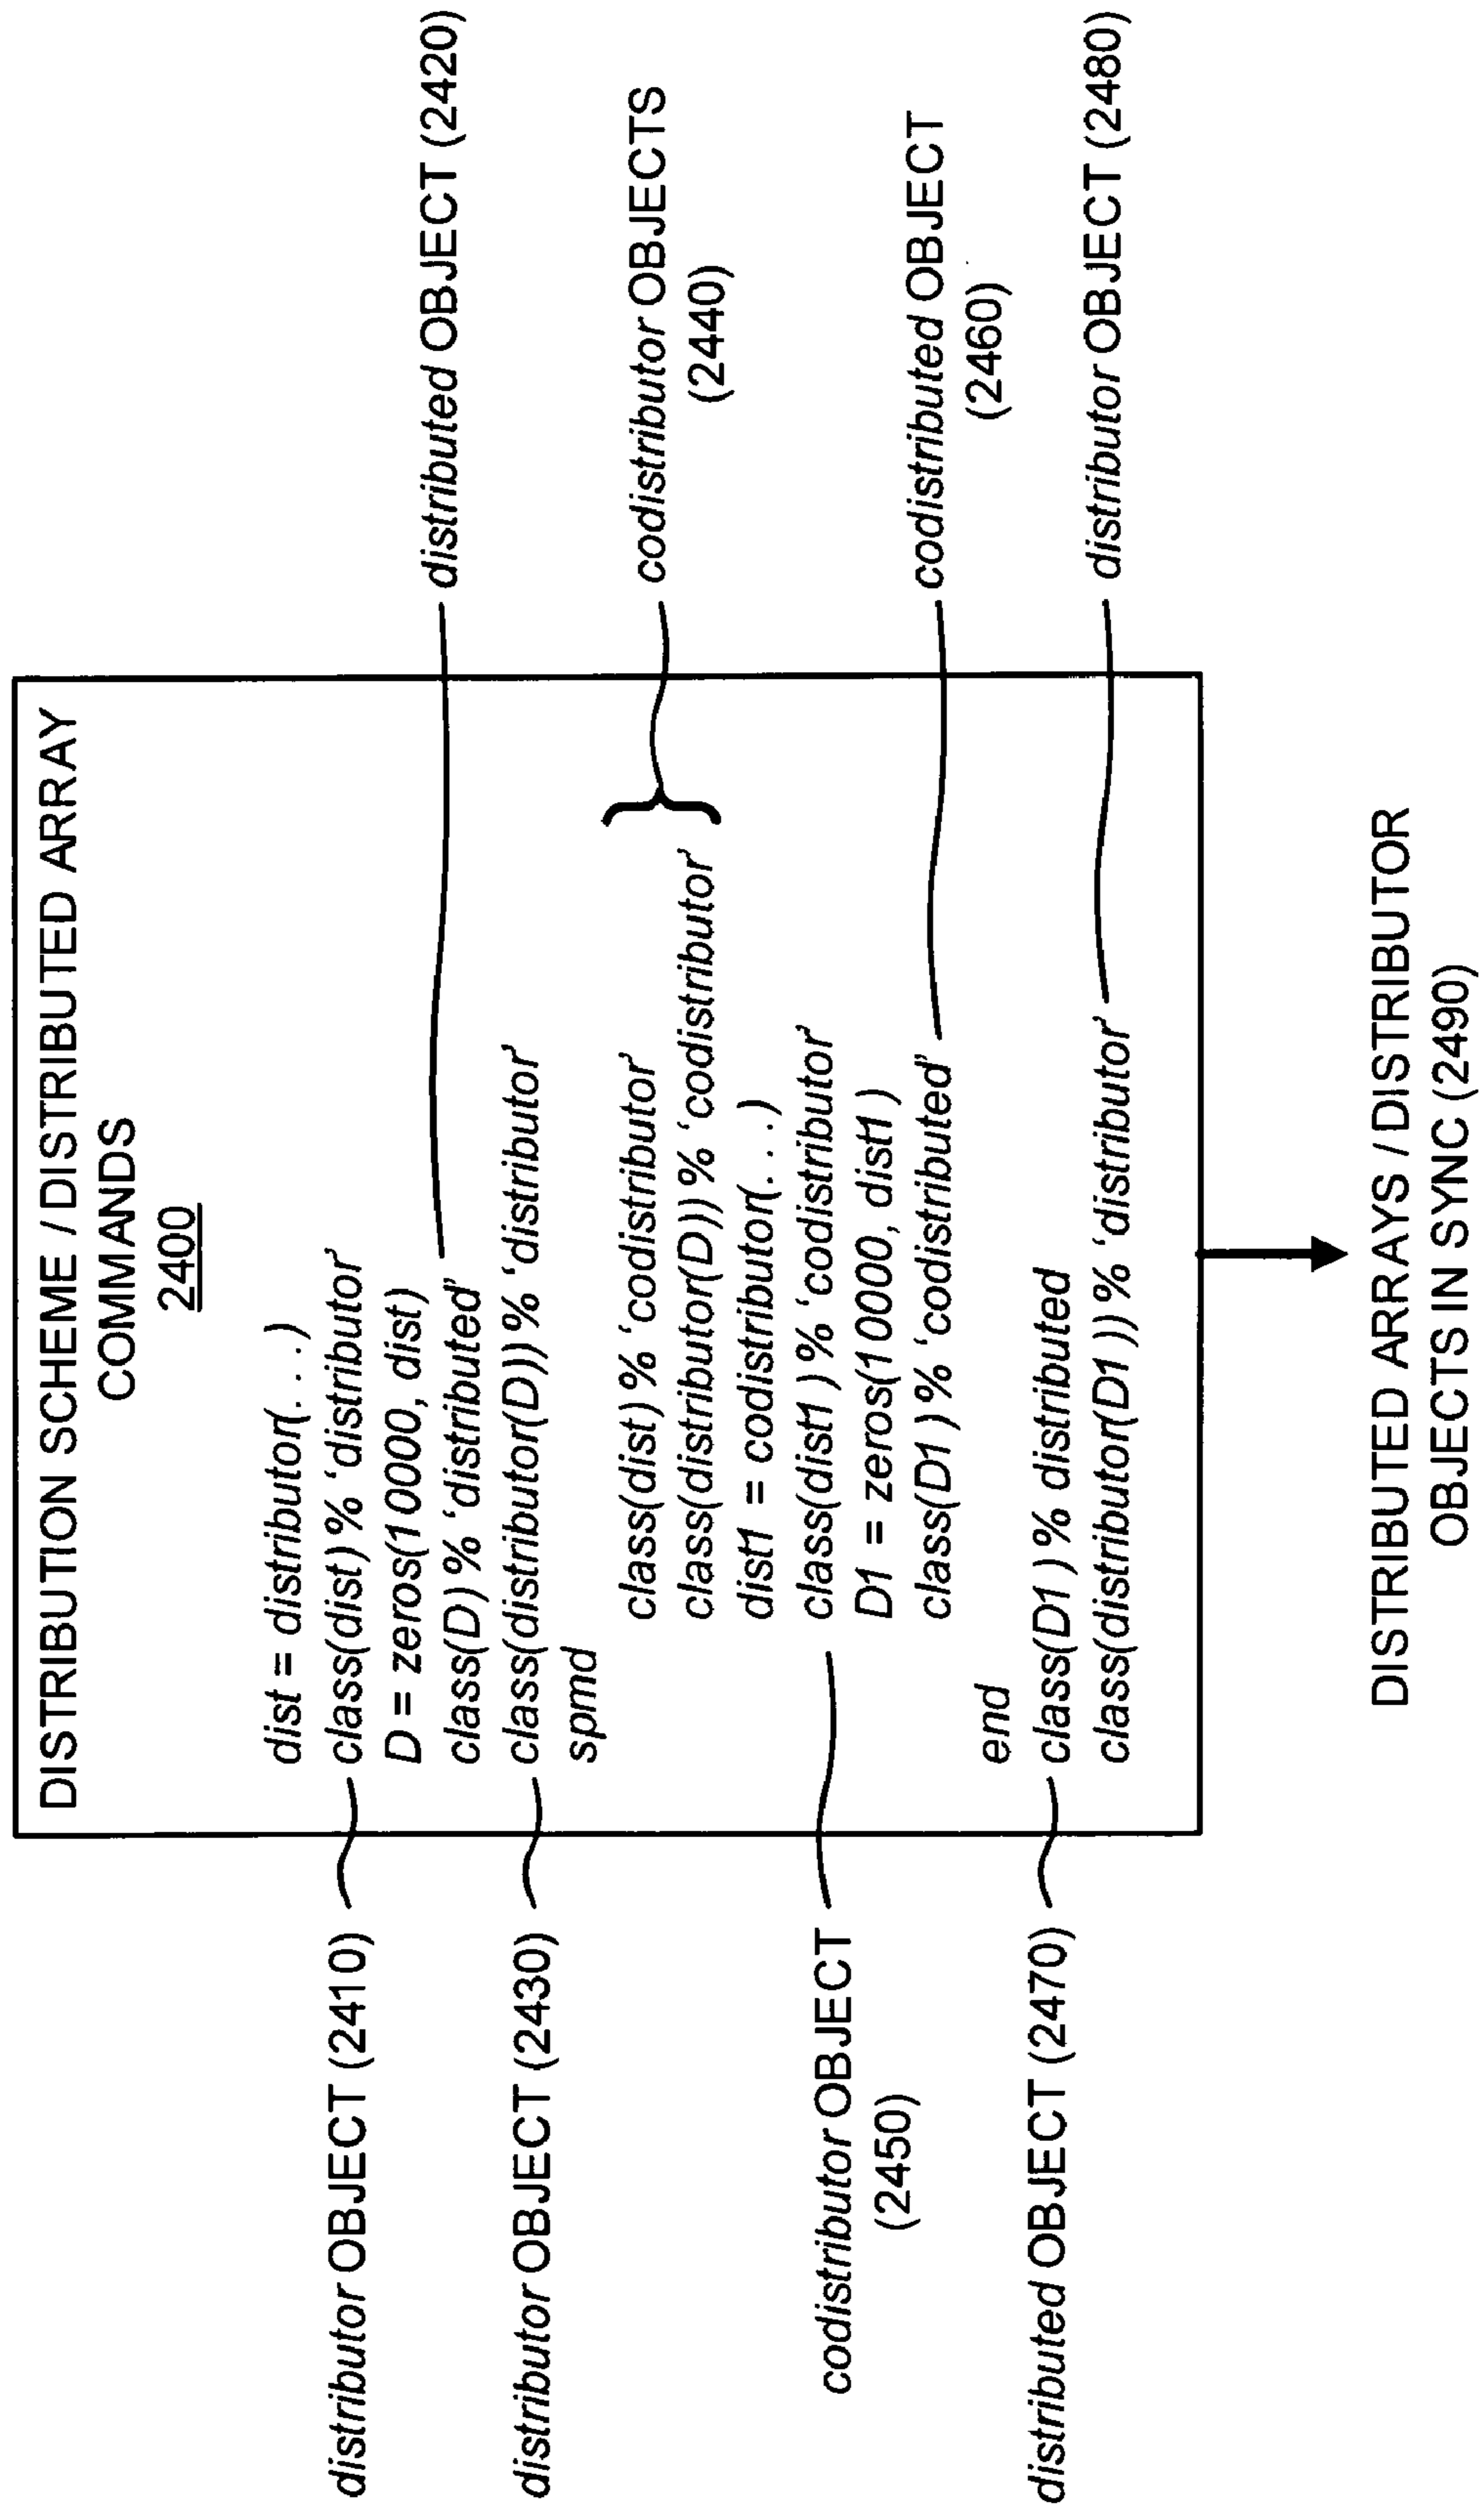 DISTRIBUTION SCHEME / DISTRIBUTED ARRAY
COMMANDS
2400
dist = distributor(. . .)
class(dist) % ‘distributor’
D = zeros(1000, dist)
class(D) % ‘distributed’
class(distributor(D)) % ‘distributor’
spmd
class(dist) % ‘codistributor’
class(distributor(D)) % ‘codistributor’
dist1 = codistributor(. . .)
class(dist1) % ‘codistributor’
D1 = zeros(1000, dist1)
class(D1) % ‘codistributed’
end
class(D1) % distributed
class(distributor(D1)) % ‘distributor’
distributor OBJECT (2410)
distributor OBJECT (2430)
codistributor OBJECT
(2450)
distributed OBJECT (2470)
distributed OBJECT (2420)
codistributor OBJECTS
(2440)
codistributed OBJECT
(2460)
distributor OBJECT (2480)
DISTRIBUTED ARRAYS / DISTRIBUTOR
OBJECTS IN SYNC (2490)